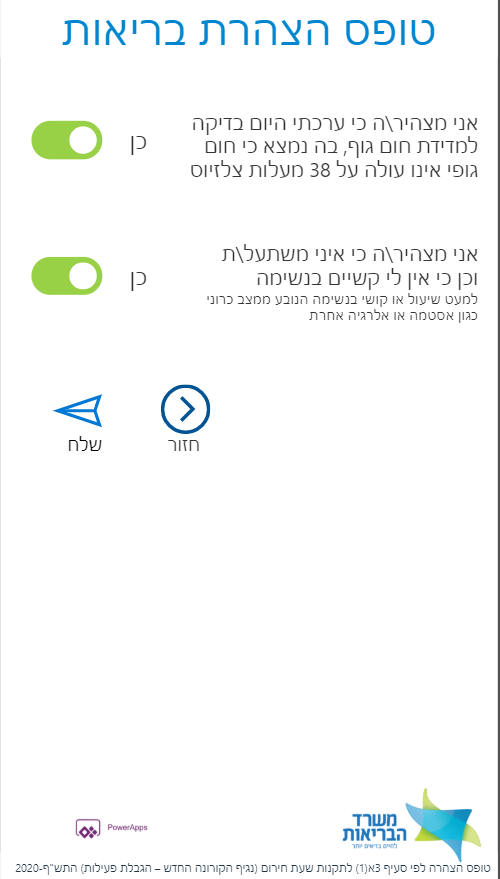 טופס הצהרת בריאות
אני מצהיר\ה כי ערכתי היום בדיקה
למדידת חום גוף, בה נמצא כי חום
גופי אינו עולה על 38 מעלות צלזיוס
כן
אני מצהיר\ה כי איני משתעל\ת
וכן כי אין לי קשיים בנשימה
למעט שיעול או קושי בנשימה הנובע ממצב כרוני
כגון אסטמה או אלרגיה אחרת
כן
חזור
שלח
משרד
הבריאות
לחיים בריאים יותר
PowerApps
טופס הצהרה לפי סעיף 3א(1) לתקנות שעת חירום (נגיף הקורונה החדש – הגבלת פעילות) התש"ף-2020